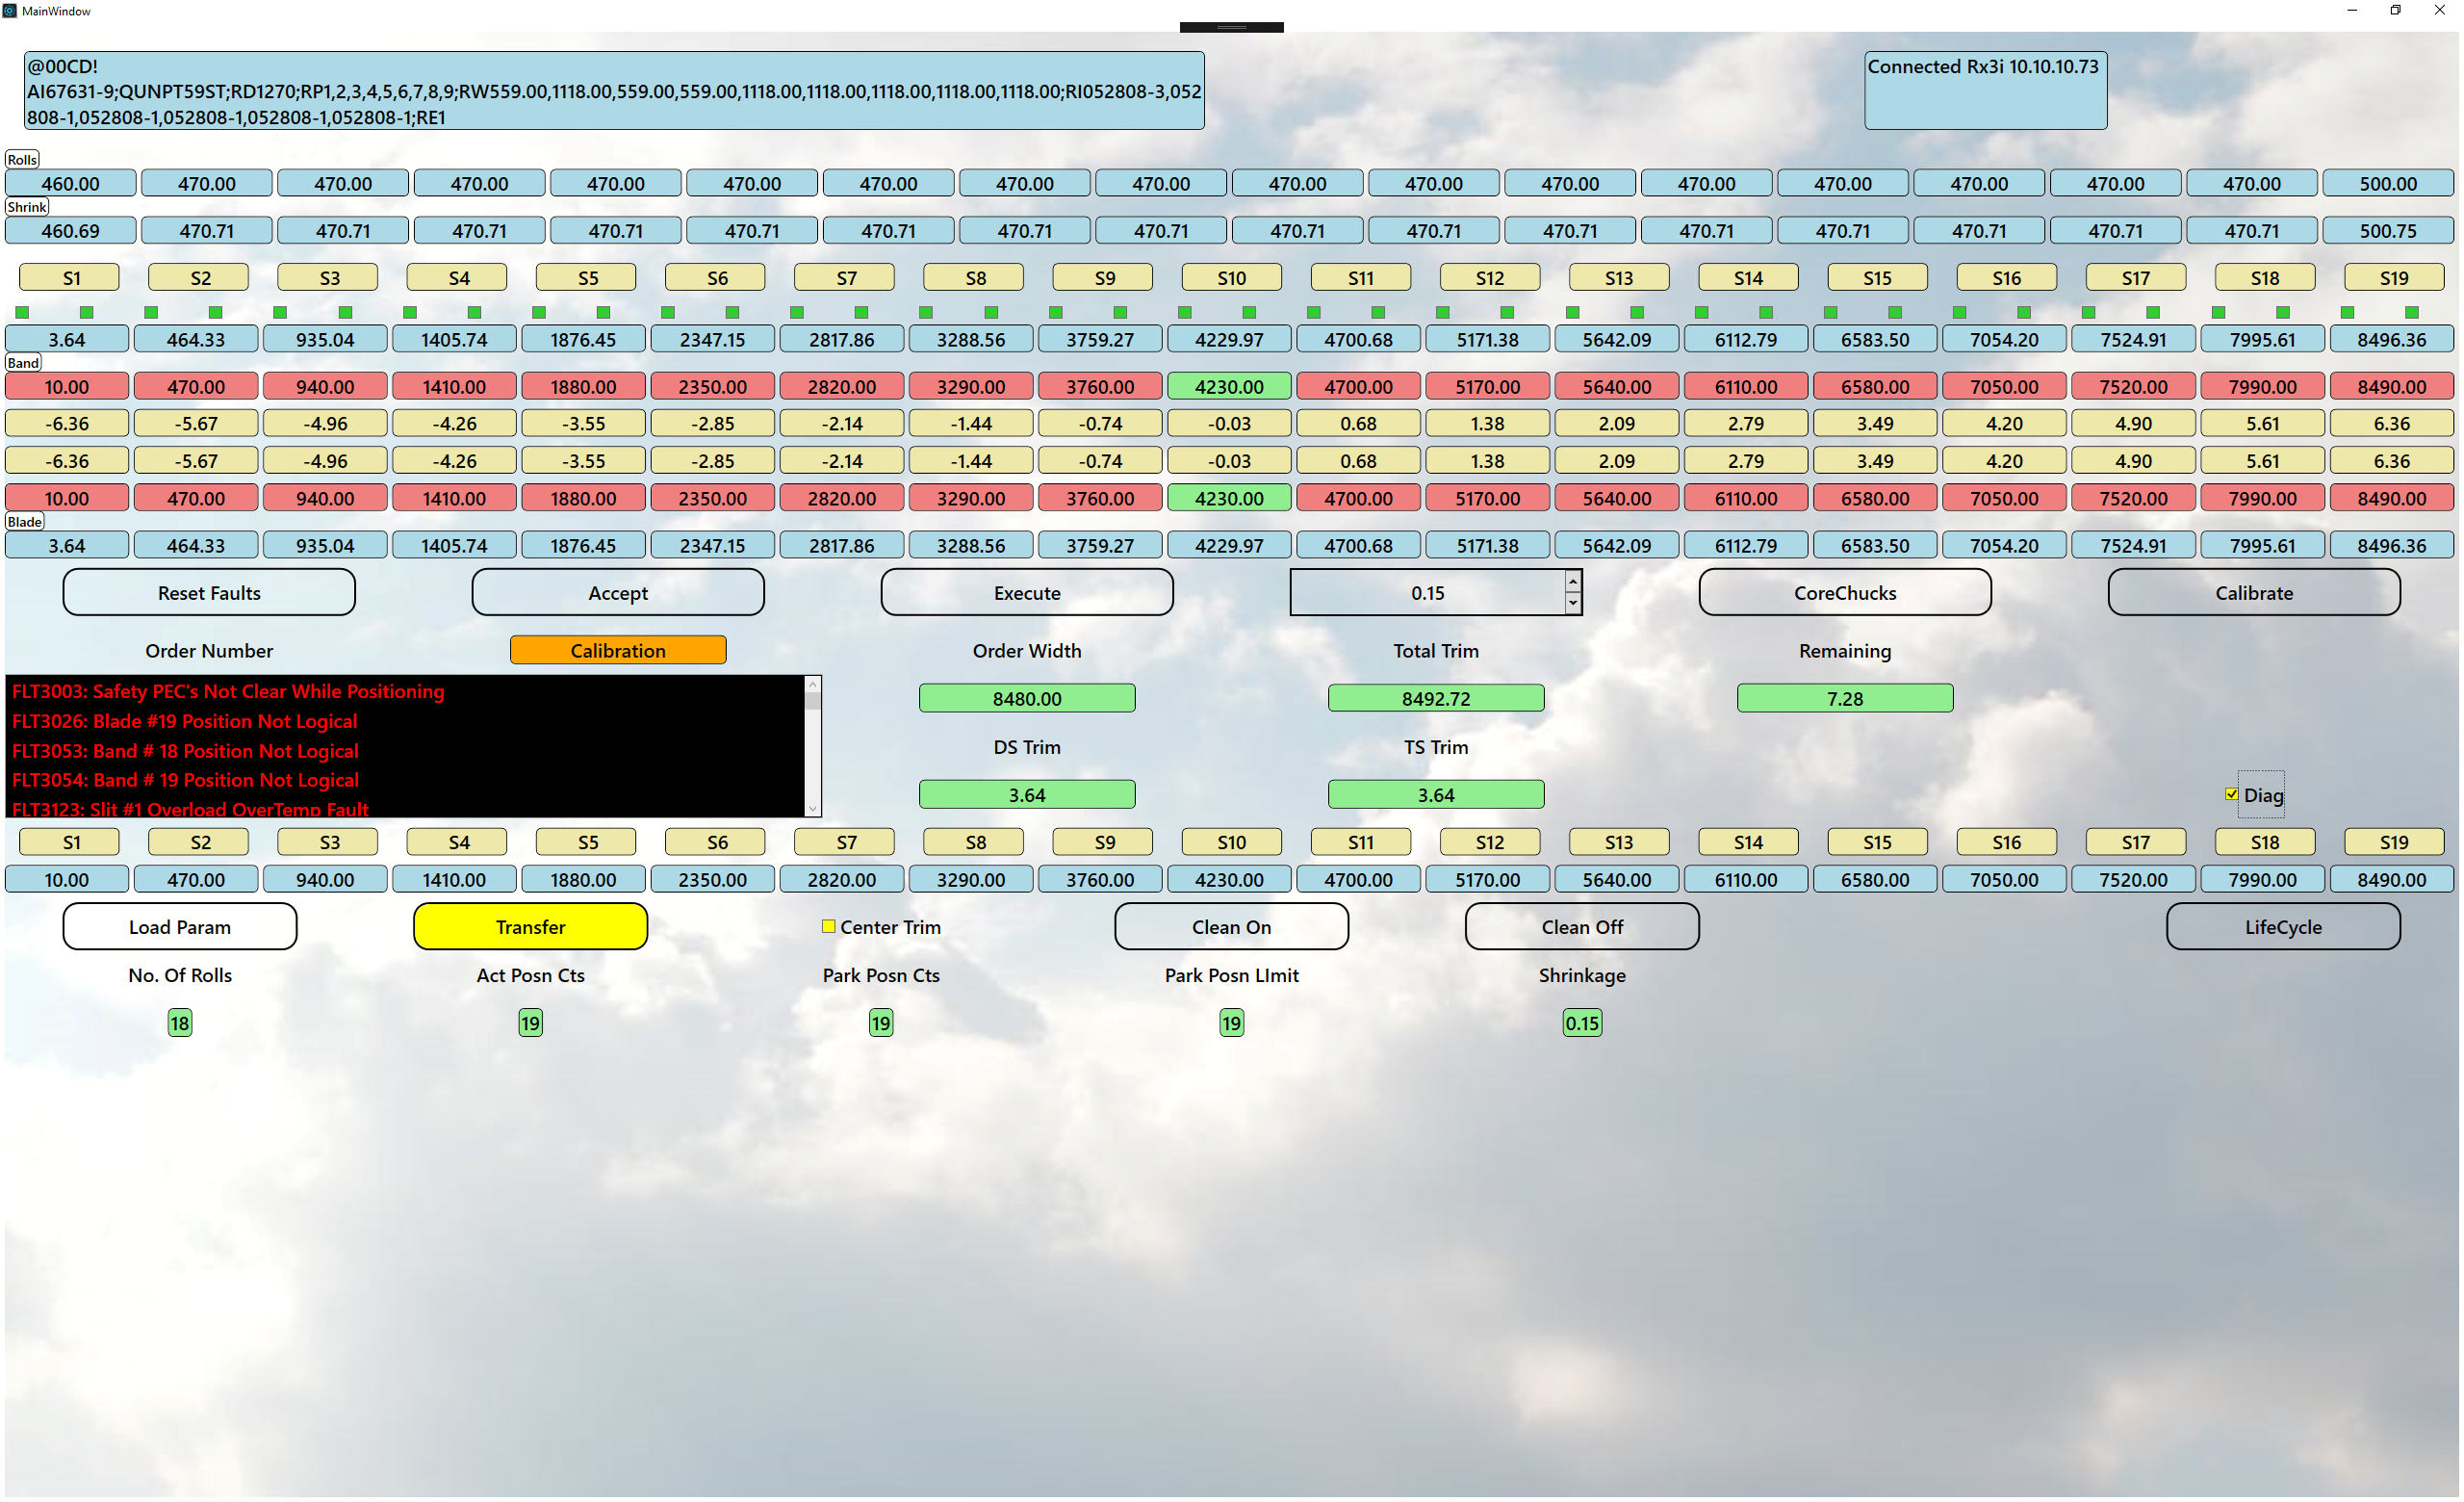 MainWindow
@00CD!
AI67631-9;QUNPT59ST;RD1270;RP1,2,3,4,5,6,7,8,9;RW559.00,1118.00,559.00,559.00,1118.00,1118.00,1118.00,1118.00,1118.00;RI052808-3,052
808-1,052808-1,052808-1,052808-1,052808-1;RE1
Connected Rx3i 10.10.10.73
Rolls
460.00 470.00 470.00 470.00 470.00 470.00 470.00 470.00 470.00 470.00 470.00 470.00 470.00 470.00 470.00 470.00 470.00 500.00
Shrink
460.69 470.71 470.71 470.71 470.71 470.71 470.71 470.71 470.71 470.71 470.71 470.71 470.71 470.71 470.71 470.71 470.71 500.75
S1 S2 S3 S4 S5 S6 S7 S8 S9 S10 S11 S12 S13 S14 S15 S16 S17 S18 S19
3.64 464.33 935.04 1405.74 1876.45 2347.15 2817.86 3288.56 3759.27 4229.97 4700.68 5171.38 5642.09 6112.79 6583.50 7054.20 7524.91 7995.61 8496.36
Band
10.00 470.00 940.00 1410.00 1880.00 2350.00 2820.00 3290.00 3760.00 4230.00 4700.00 5170.00 5640.00 6110.00 6580.00 7050.00 7520.00 7990.00 8490.00
-6.36 -5.67 -4.96 -4.26 -3.55 -2.85 -2.14 -1.44 -0.74 -0.03 0.68 1.38 2.09 2.79 3.49 4.20 4.90 5.61 6.36
-6.36 -5.67 -4.96 -4.26 -3.55 -2.85 -2.14 -1.44 -0.74 -0.03 0.68 1.38 2.09 2.79 3.49 4.20 4.90 5.61 6.36
10.00 470.00 940.00 1410.00 1880.00 2350.00 2820.00 3290.00 3760.00 4230.00 4700.00 5170.00 5640.00 6110.00 6580.00 7050.00 7520.00 7990.00 8490.00
Blade
3.64 464.33 935.04 1405.74 1876.45 2347.15 2817.86 3288.56 3759.27 4229.97 4700.68 5171.38 5642.09 6112.79 6583.50 7054.20 7524.91 7995.61 8496.36
Reset Faults Accept Execute 0.15 CoreChucks Calibrate
Order Number Calibration Order Width Total Trim Remaining
FLT3003: Safety PEC's Not Clear While Positioning
FLT3026: Blade #19 Position Not Logical
FLT3053: Band # 18 Position Not Logical
FLT3054: Band # 19 Position Not Logical
FLT3123: Slit #1 Overload OverTemp Fault
8480.00 8492.72 7.28
DS Trim TS Trim
3.64 3.64 Diag
S1 S2 S3 S4 S5 S6 S7 S8 S9 S10 S11 S12 S13 S14 S15 S16 S17 S18 S19
10.00 470.00 940.00 1410.00 1880.00 2350.00 2820.00 3290.00 3760.00 4230.00 4700.00 5170.00 5640.00 6110.00 6580.00 7050.00 7520.00 7990.00 8490.00
Load Param Transfer Center Trim Clean On Clean Off LifeCycle
No. Of Rolls Act Posn Cts Park Posn Cts Park Posn LImit Shrinkage
18 19 19 19 0.15